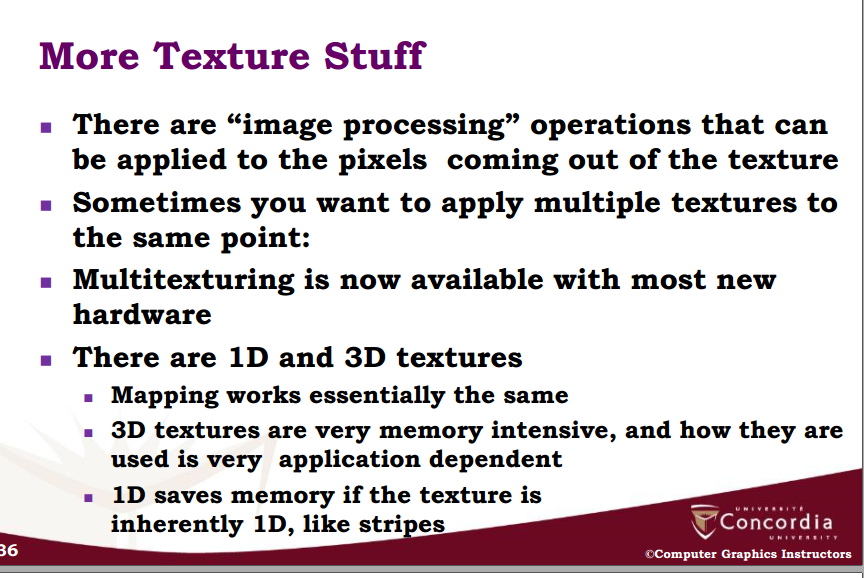 More Texture Stuff
▪ There are “image processing” operations that can
be applied to the pixels coming out of the texture
▪ Sometimes you want to apply multiple textures to
the same point:
▪ Multitexturing is now available with most new
hardware
▪ There are 1D and 3D textures
▪ Mapping works essentially the same
▪ 3D textures are very memory intensive, and how they are
used is very application dependent
▪ 1D saves memory if the texture is
inherently 1D, like stripes
UNIVERSITÉ
Concordia
UNIVERSITY
36
©Computer Graphics Instructors